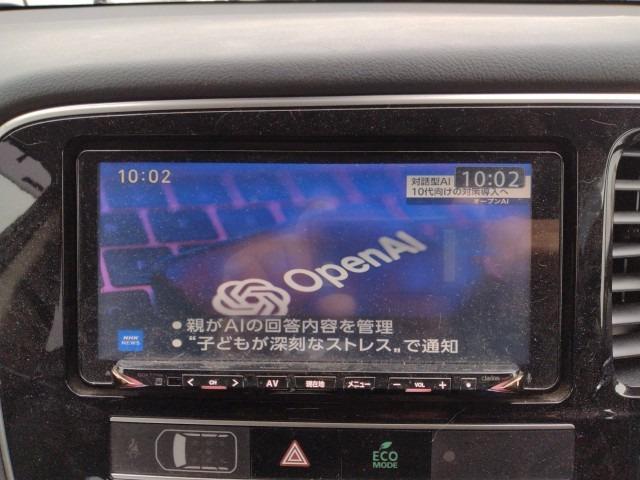 10:02
対話型AI 10:02
10代向けの対策導入へ
オープンAI
OpenAI
●親がAIの回答内容を管理
●“子どもが深刻なストレス„で通知
NHK
NEWS
CH AV 現在地 メニュー − VOL + Clarion
ECO
MODE